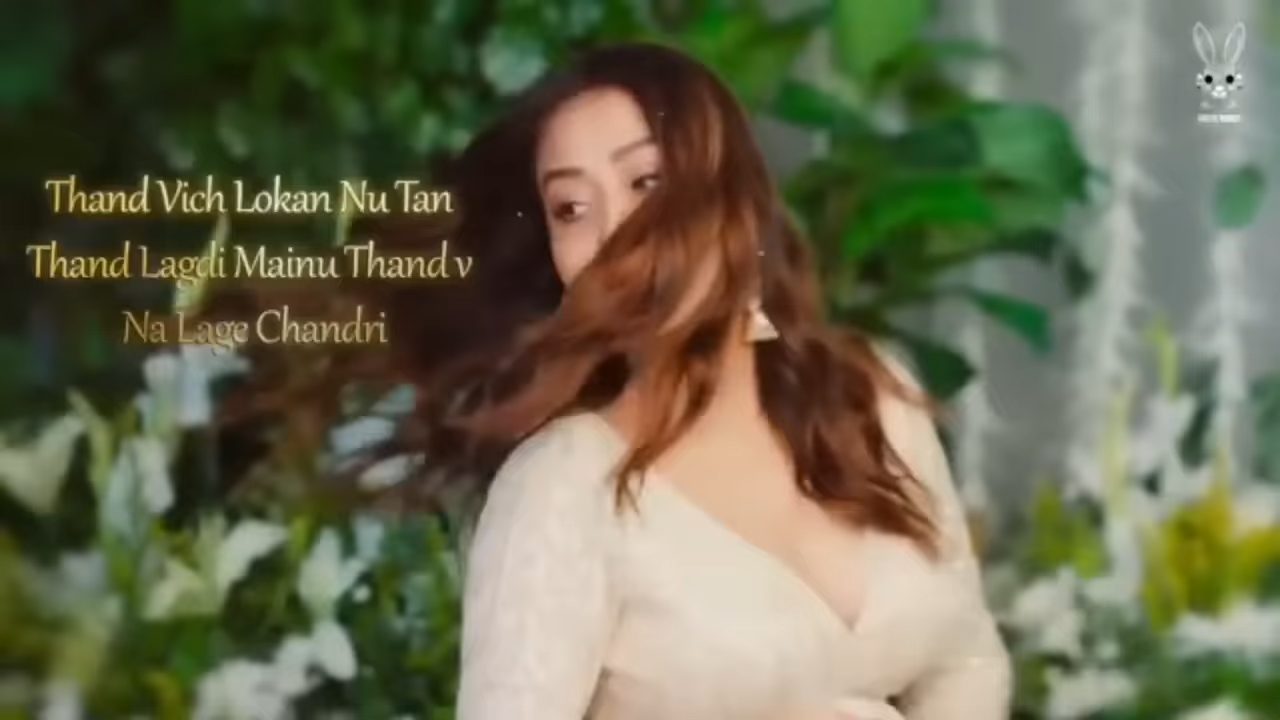 Thand Vich Lokan Nu Tan
Thand Lagdi Mainu Thand v
Na Lage Chandri